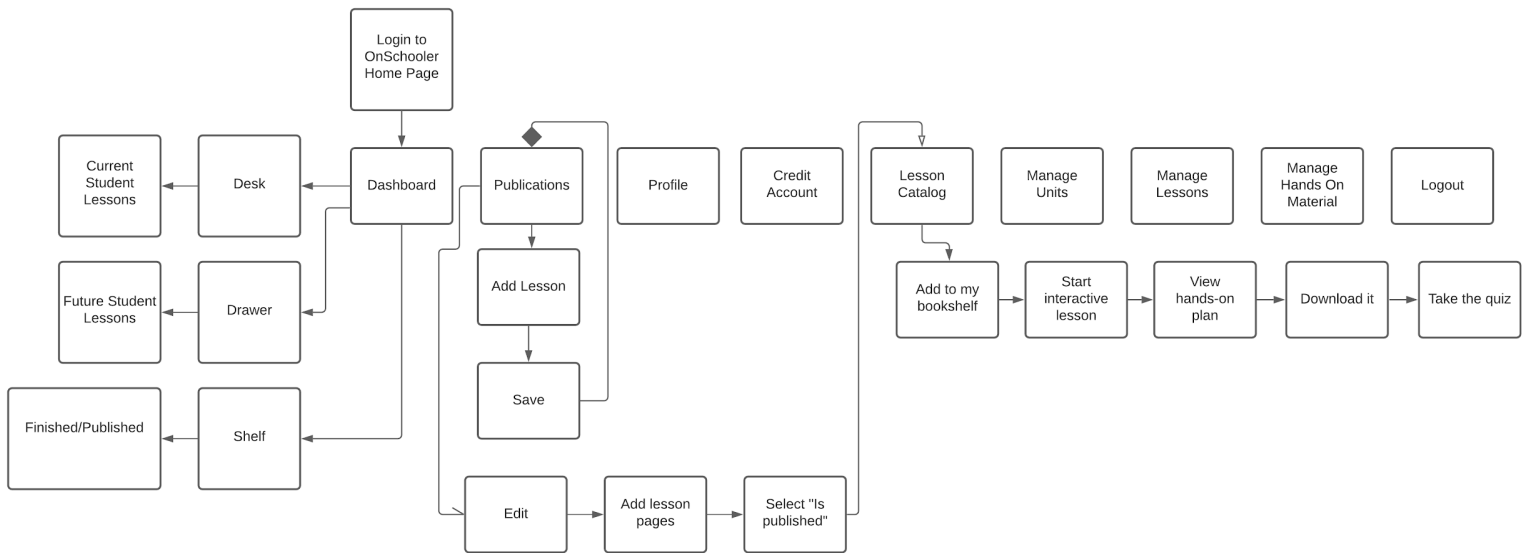 Login to
OnSchooler
Home Page
Current
Student
Lessons
Desk
Dashboard
Publications
Profile
Credit
Account
Lesson
Catalog
Manage
Units
Manage
Lessons
Manage
Hands On
Material
Logout
Future Student
Lessons
Drawer
Add Lesson
Add to my
bookshelf
Start
interactive
lesson
View
hands-on
plan
Download it
Take the quiz
Finished/Published
Shelf
Save
Edit
Add lesson
pages
Select "Is
published"